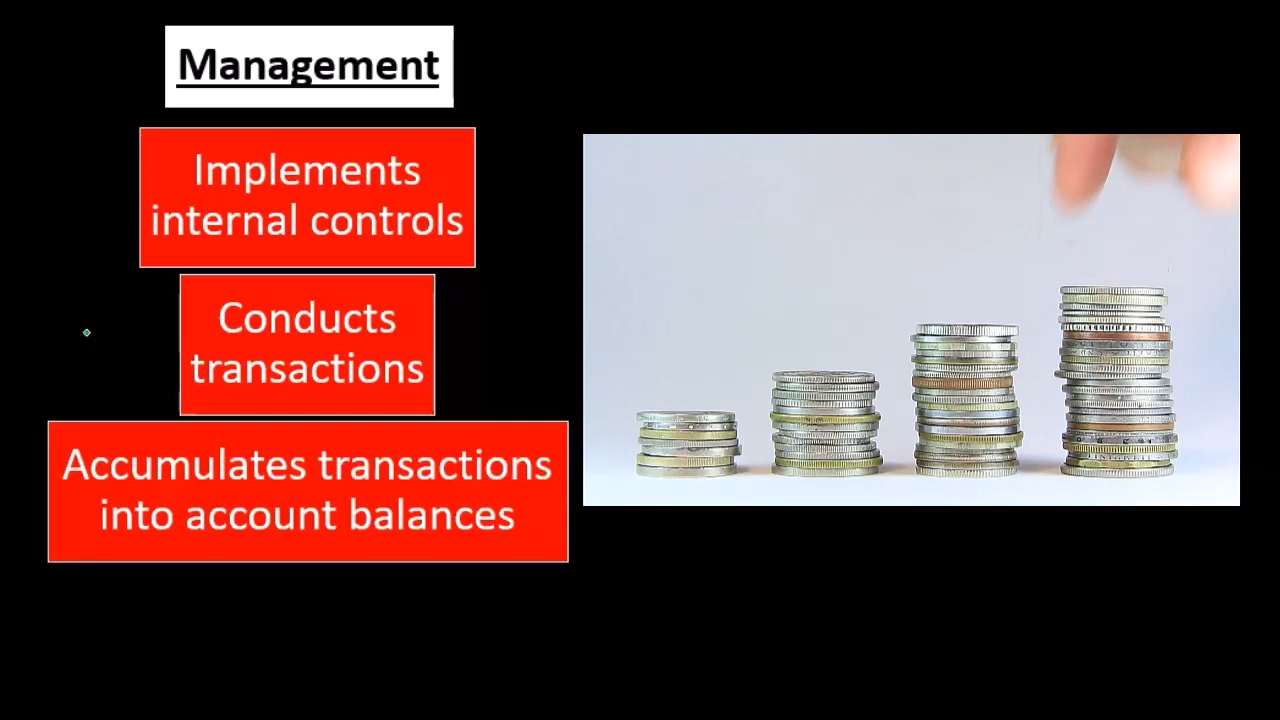 Management
Implements
internal controls
Conducts
transactions
Accumulates transactions
into account balances